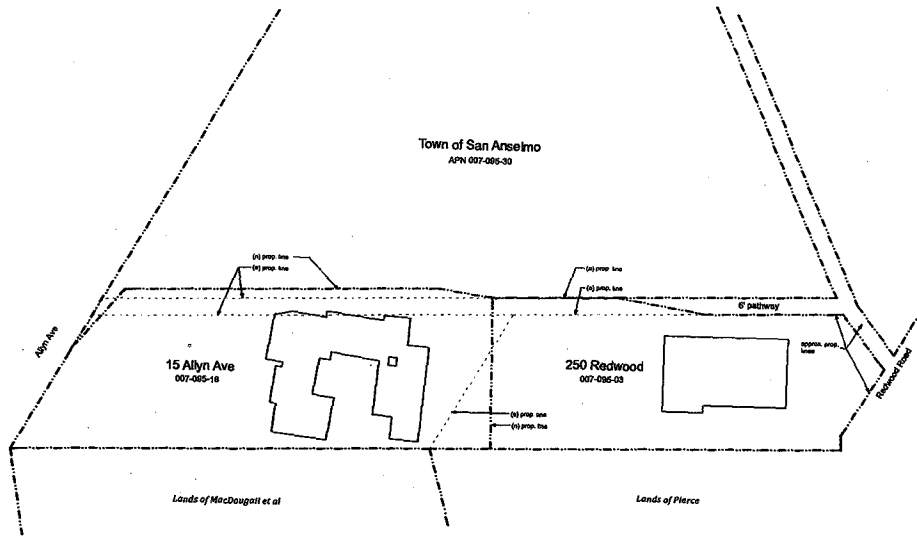 Town of San Anselmo
APN 007-095-30
(n) prop. line
(e) prop. line
(n) prop. line
(e) prop. line
6' pathway
Allyn Ave
15 Allyn Ave
007-095-18
250 Redwood
007-095-03
approx. prop.
lines
Redwood Road
(e) prop. line
(n) prop. line
Lands of MacDougall et al
Lands of Pierce